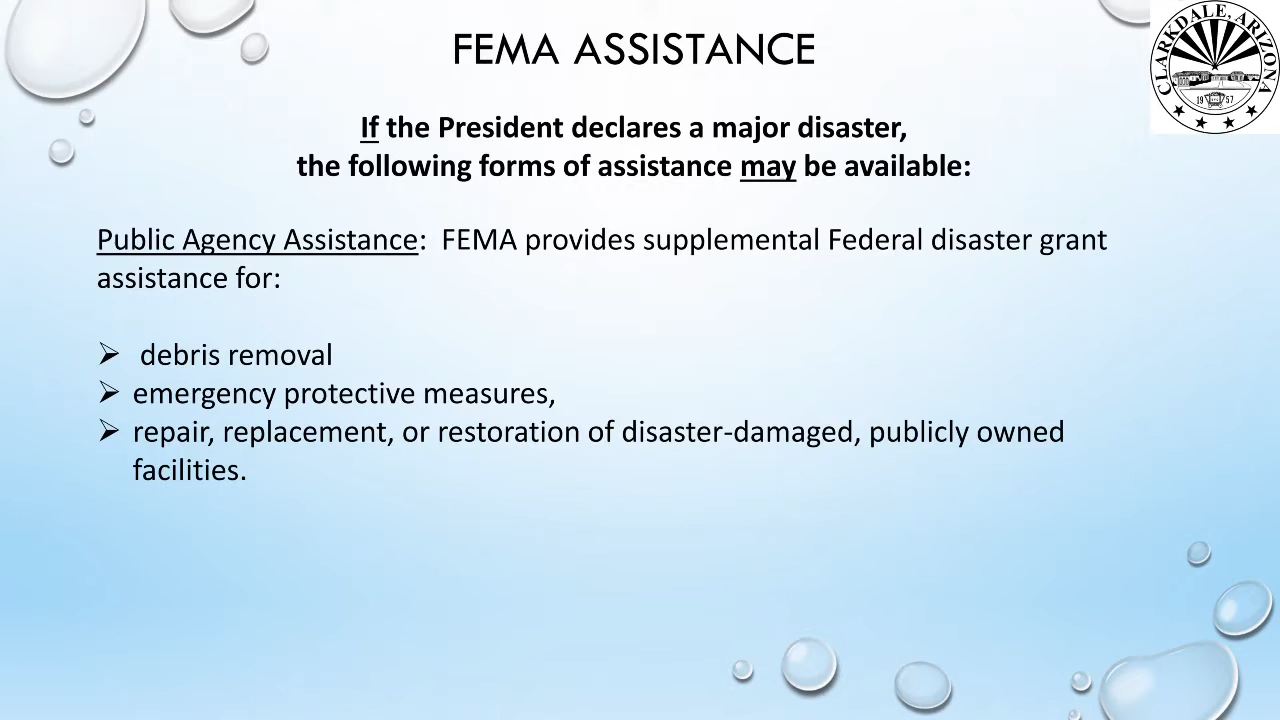 FEMA ASSISTANCE
CLARKDALE, ARIZONA
1957
If the President declares a major disaster,
the following forms of assistance may be available:
Public Agency Assistance:  FEMA provides supplemental Federal disaster grant
assistance for:
➢ debris removal
➢ emergency protective measures,
➢ repair, replacement, or restoration of disaster-damaged, publicly owned
facilities.